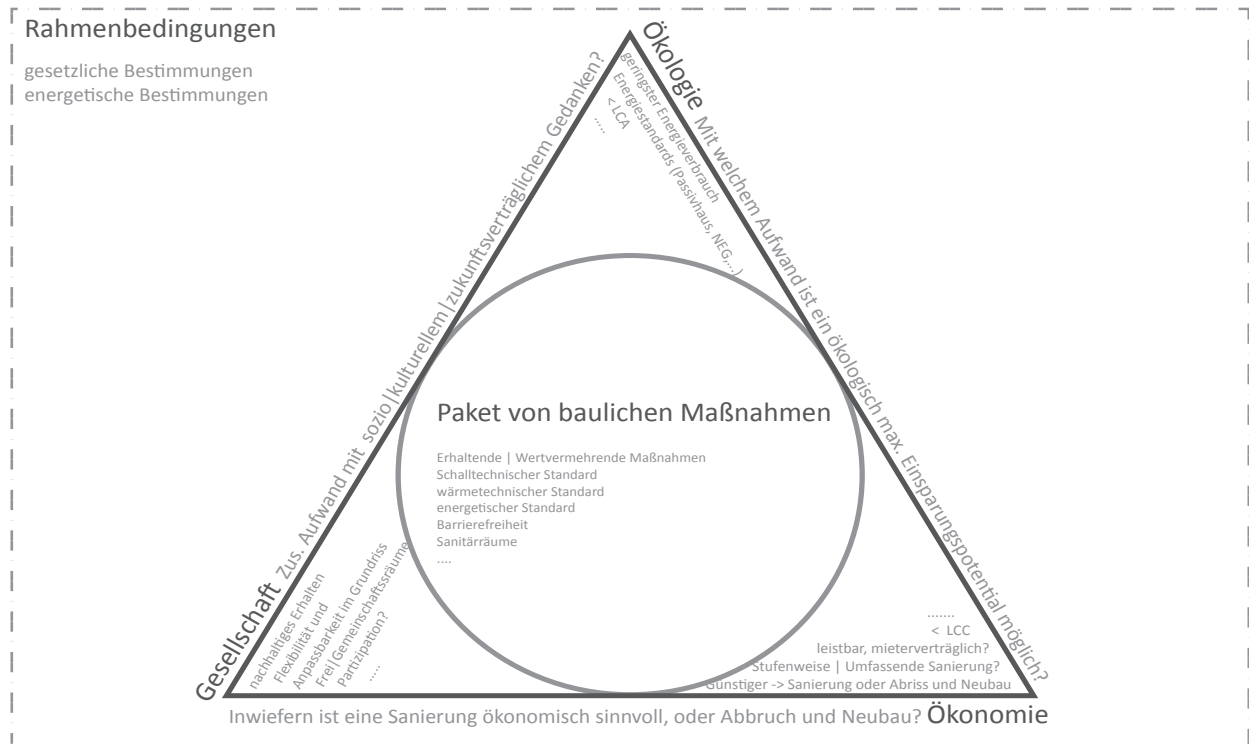 Rahmenbedingungen
gesetzliche Bestimmungen
energetische Bestimmungen
Ökologie Mit welchem Aufwand ist ein ökologisch max. Einsparungspotential möglich?
geringster Energieverbrauch
Energiestandards (Passivhaus, NEG,...)
< LCA
.....
Gesellschaft Zus. Aufwand mit sozio|kulturellem|zukunftsverträglichem Gedanken?
nachhaltiges Erhalten
Flexibilität und
Anpassbarkeit im Grundriss
Frei|Gemeinschaftssräume
Partizipation?
....
Paket von baulichen Maßnahmen
Erhaltende | Wertvermehrende Maßnahmen
Schalltechnischer Standard
wärmetechnischer Standard
energetischer Standard
Barrierefreiheit
Sanitärräume
....
.......
< LCC
leistbar, mieterverträglich?
Stufenweise | Umfassende Sanierung?
Günstiger -> Sanierung oder Abriss und Neubau
Inwiefern ist eine Sanierung ökonomisch sinnvoll, oder Abbruch und Neubau? Ökonomie